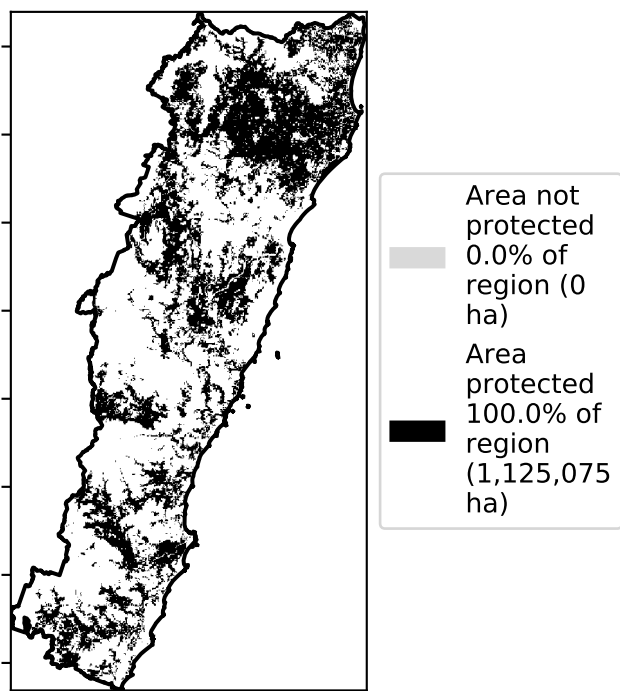 Area not
protected
0.0% of
region (0
ha)
Area
protected
100.0% of
region
(1,125,075
ha)